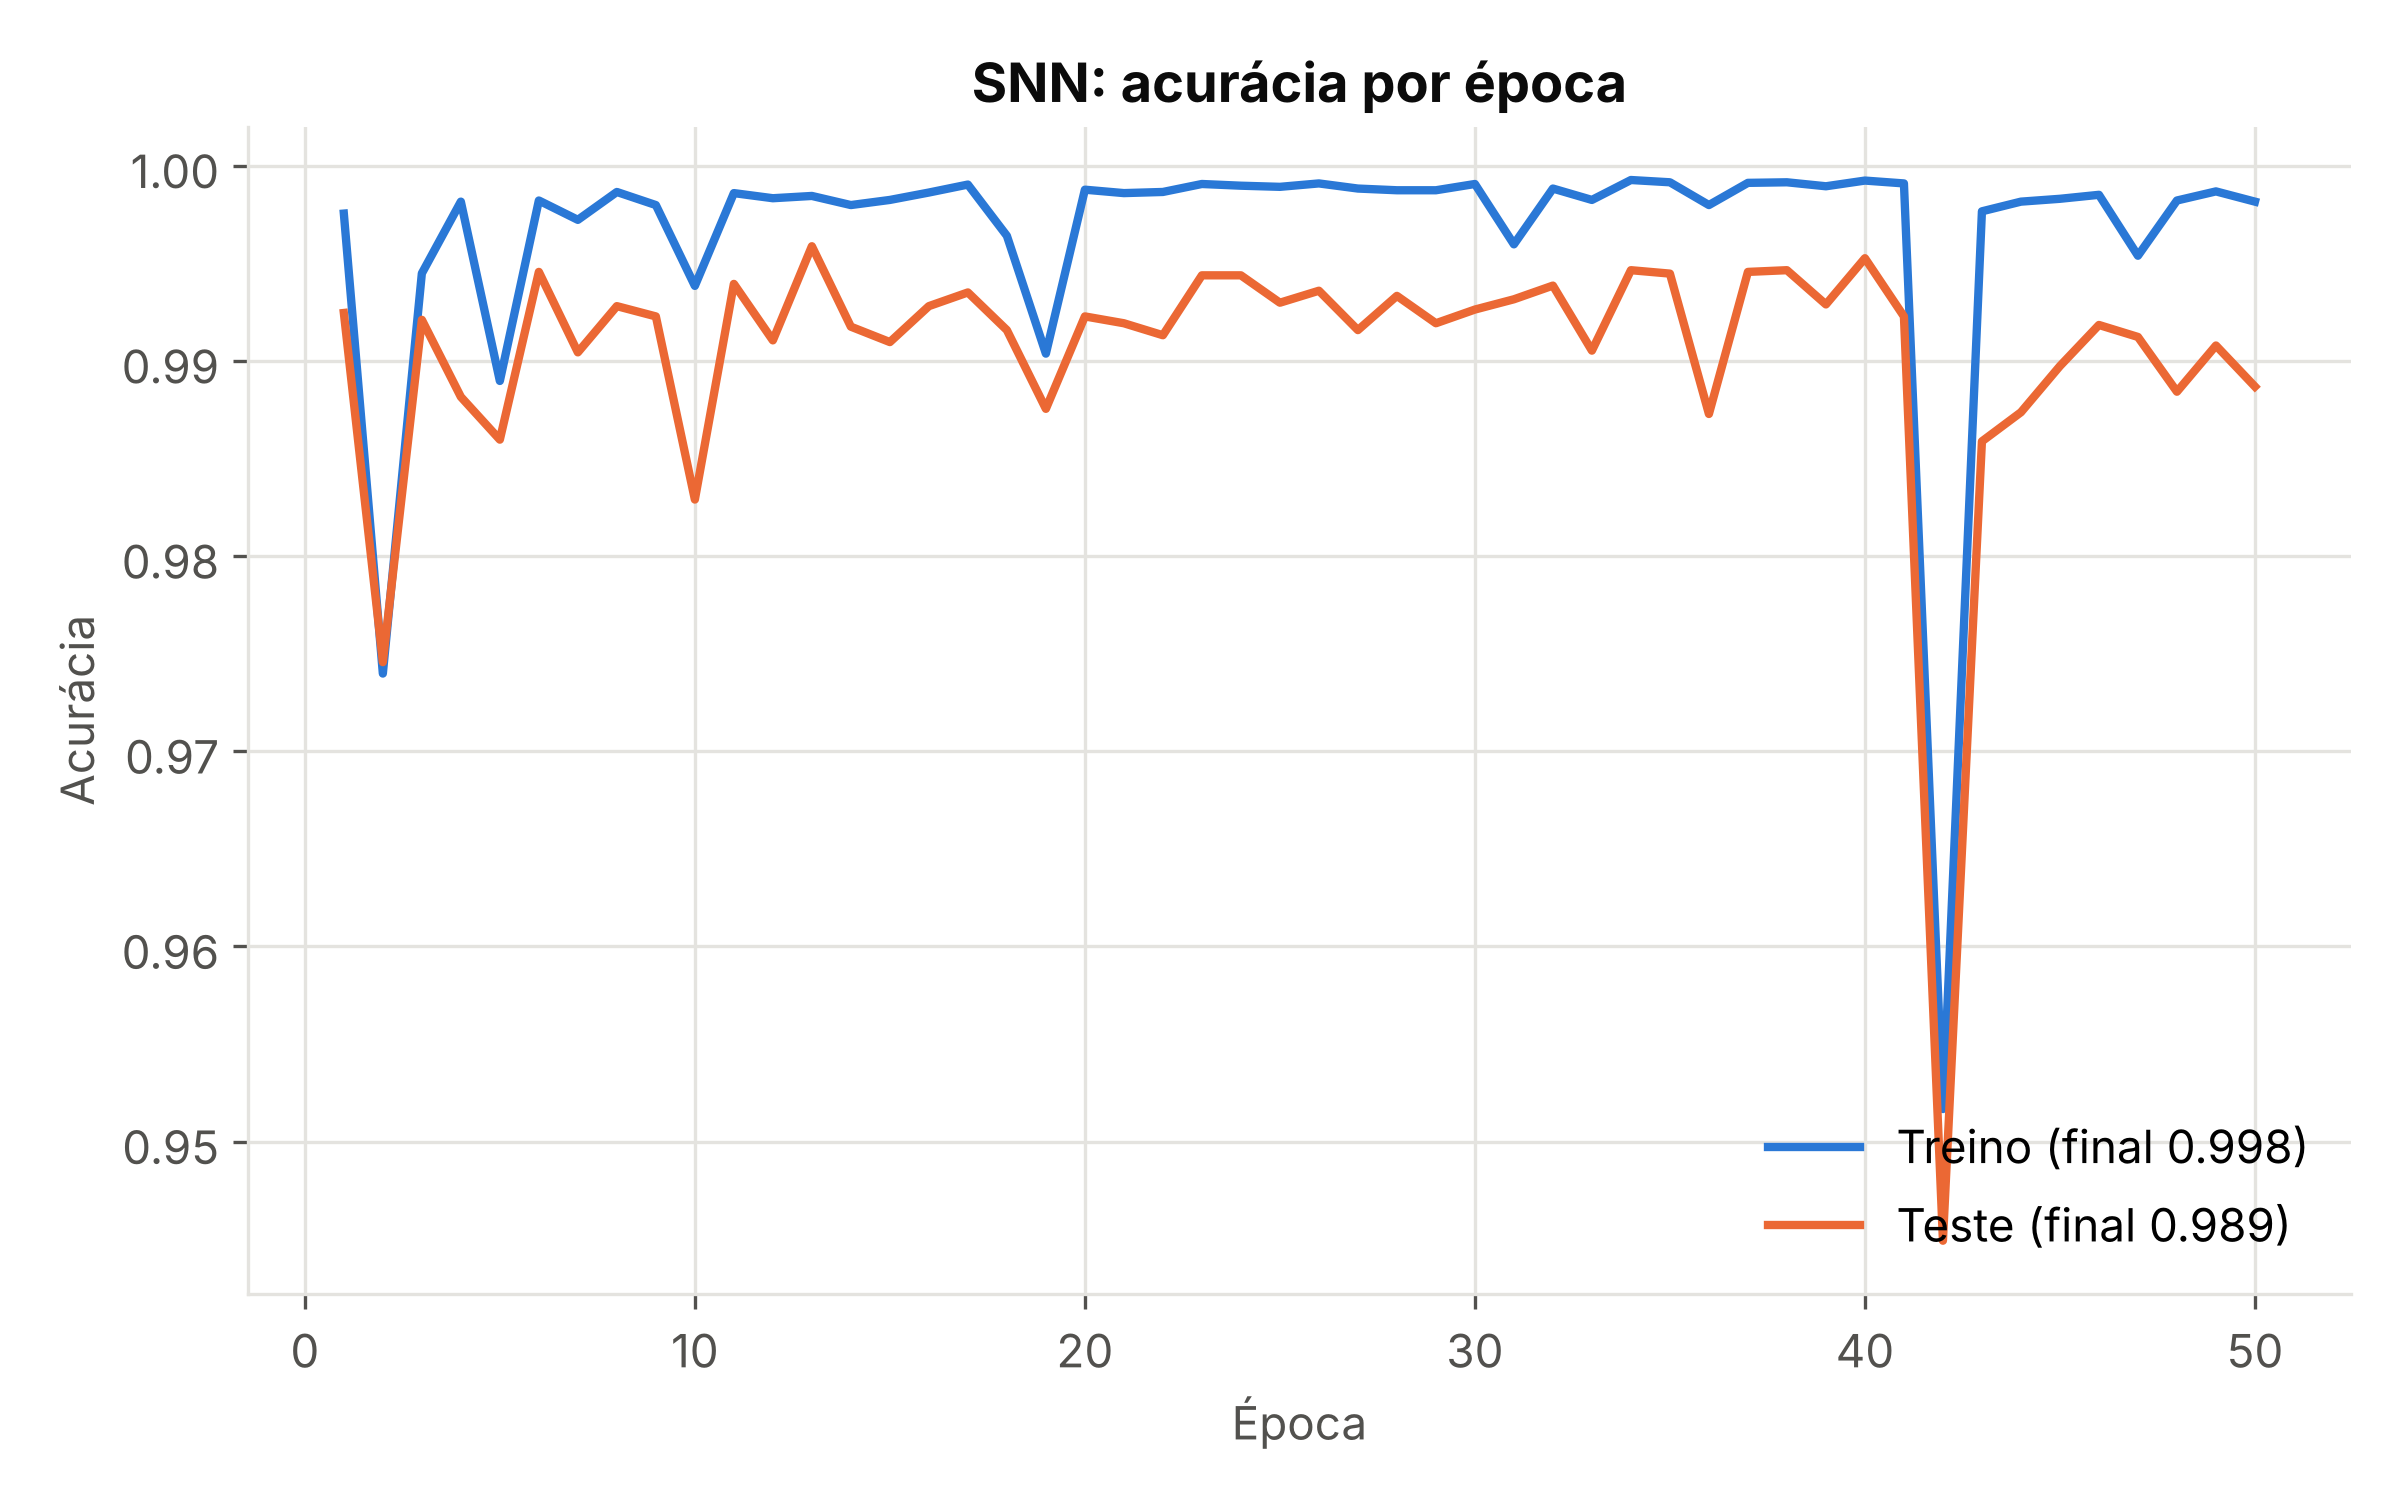 SNN: acurácia por época
1.00
0.99
0.98
0.97
0.96
0.95
Acurácia
Treino (final 0.998)
Teste (final 0.989)
0 10 20 30 40 50
Época